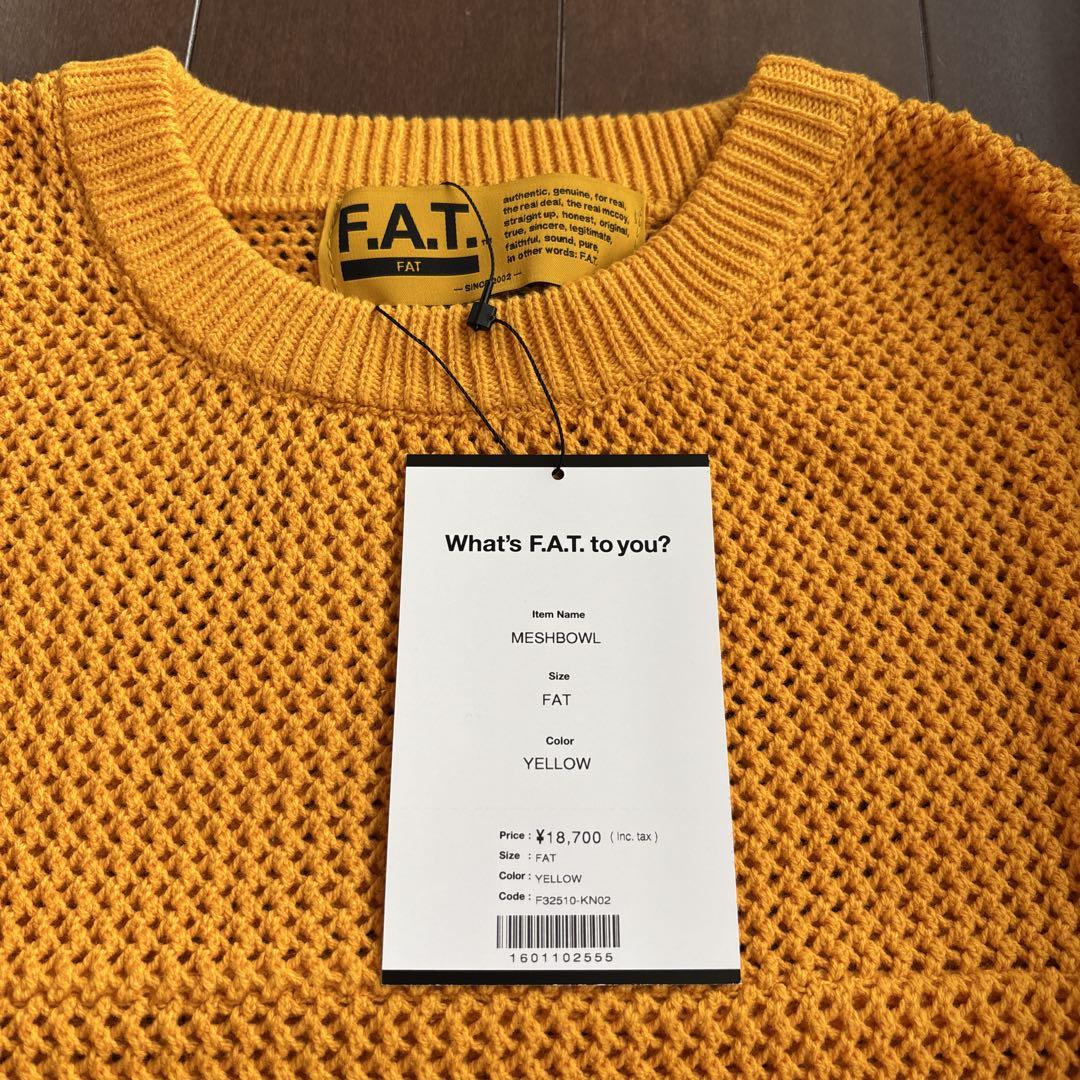 F.A.T.™
FAT
authentic, genuine, for real,
the real deal, the real mccoy,
straight up, honest, original,
true, sincere, legitimate,
faithful, sound, pure,
in other words: F.A.T.
— SINCE 2002 —
What's F.A.T. to you?
Item Name
MESHBOWL
Size
FAT
Color
YELLOW
Price : ¥18,700 ( Inc. tax )
Size : FAT
Color : YELLOW
Code : F32510-KN02
1601102555